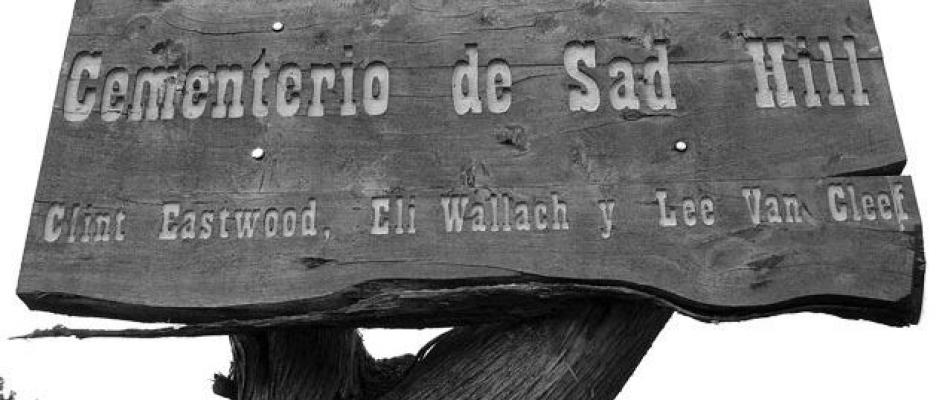 Cementerio de Sad Hill
Clint Eastwood, Eli Wallach y Lee Van Cleef